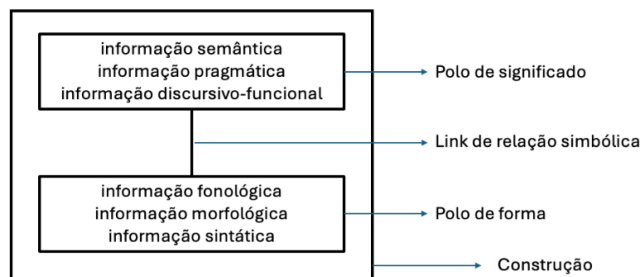 informação semântica
informação pragmática
informação discursivo-funcional
Polo de significado
Link de relação simbólica
informação fonológica
informação morfológica
informação sintática
Polo de forma
Construção